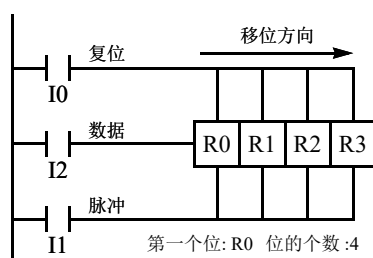 复位
移位方向
I0
数据
R0 R1 R2 R3
I2
脉冲
I1
第一个位: R0 位的个数 :4